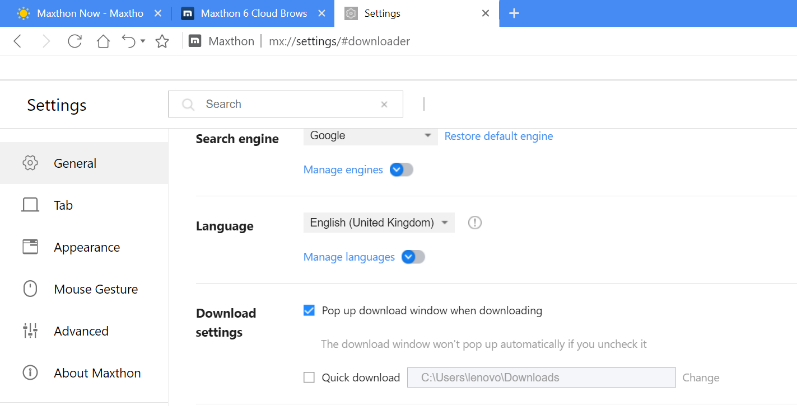 Maxthon Now - Maxtho
Maxthon 6 Cloud Brows
Settings
Maxthon | mx://settings/#downloader
Settings
Search
Search engine
Google
Restore default engine
Manage engines
General
Tab
Appearance
Mouse Gesture
Advanced
About Maxthon
Language
English (United Kingdom)
Manage languages
Download settings
Pop up download window when downloading
The download window won't pop up automatically if you uncheck it
Quick download
C:\Users\lenovo\Downloads
Change